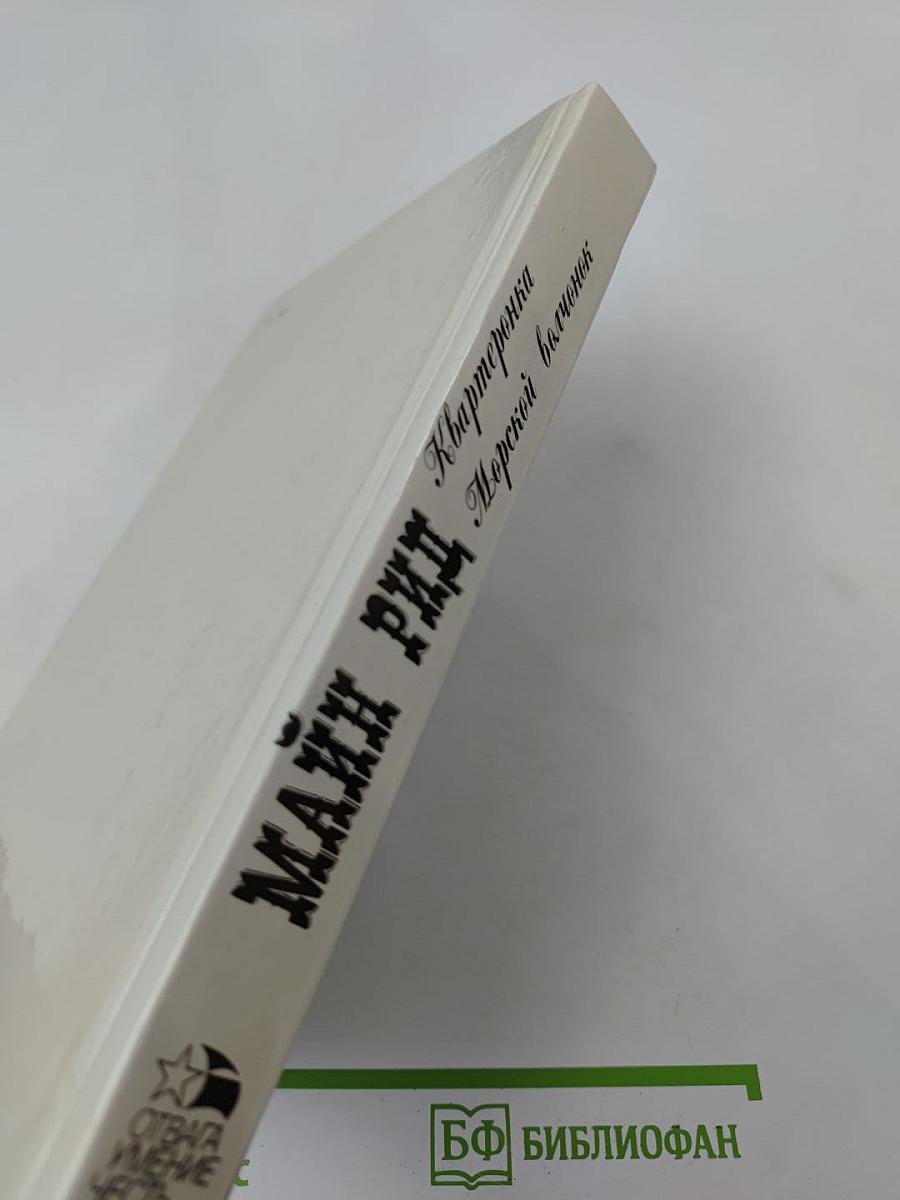 МАЙН РИД
Квартеронка
Морской волчонок
ОТВАГА
УМЕНИЕ
ЧЕСТЬ
БФ БИБЛИОФАН